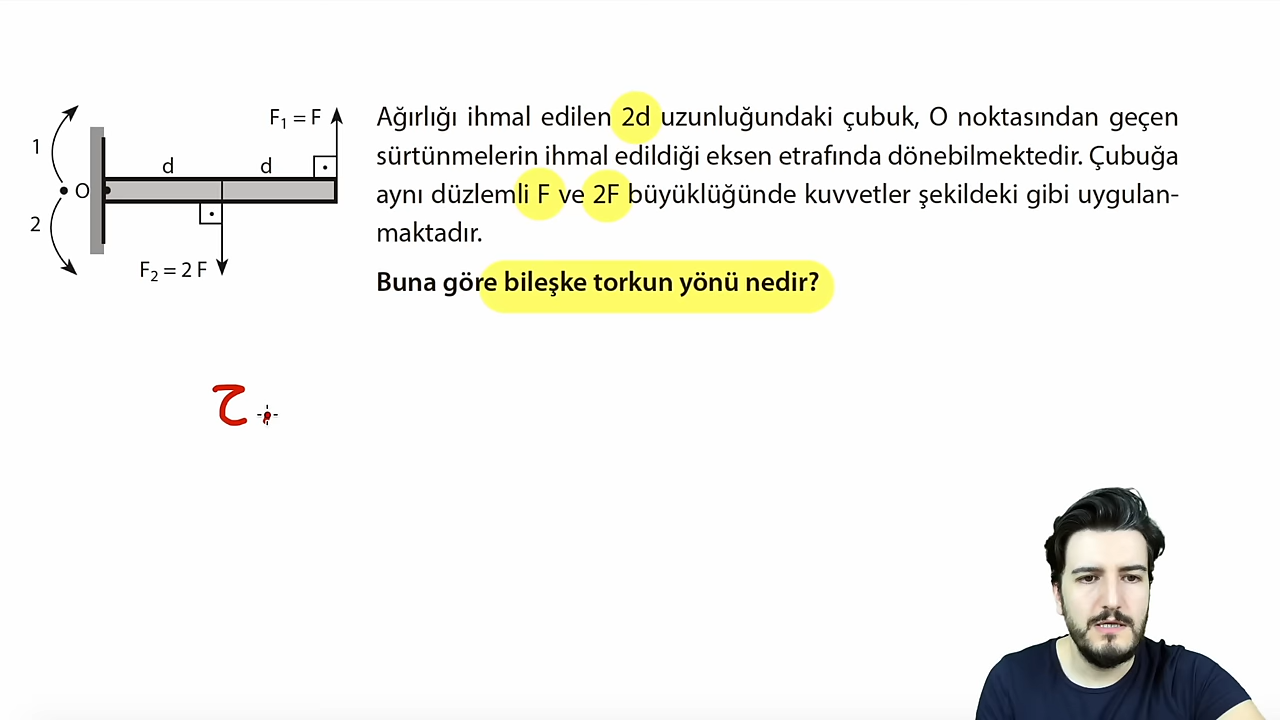 F₁ = F
1
d
d
O
2
F₂ = 2 F
Ağırlığı ihmal edilen 2d uzunluğundaki çubuk, O noktasından geçen
sürtünmelerin ihmal edildiği eksen etrafında dönebilmektedir. Çubuğa
aynı düzlemli F ve 2F büyüklüğünde kuvvetler şekildeki gibi uygulan-
maktadır.
Buna göre bileşke torkun yönü nedir?